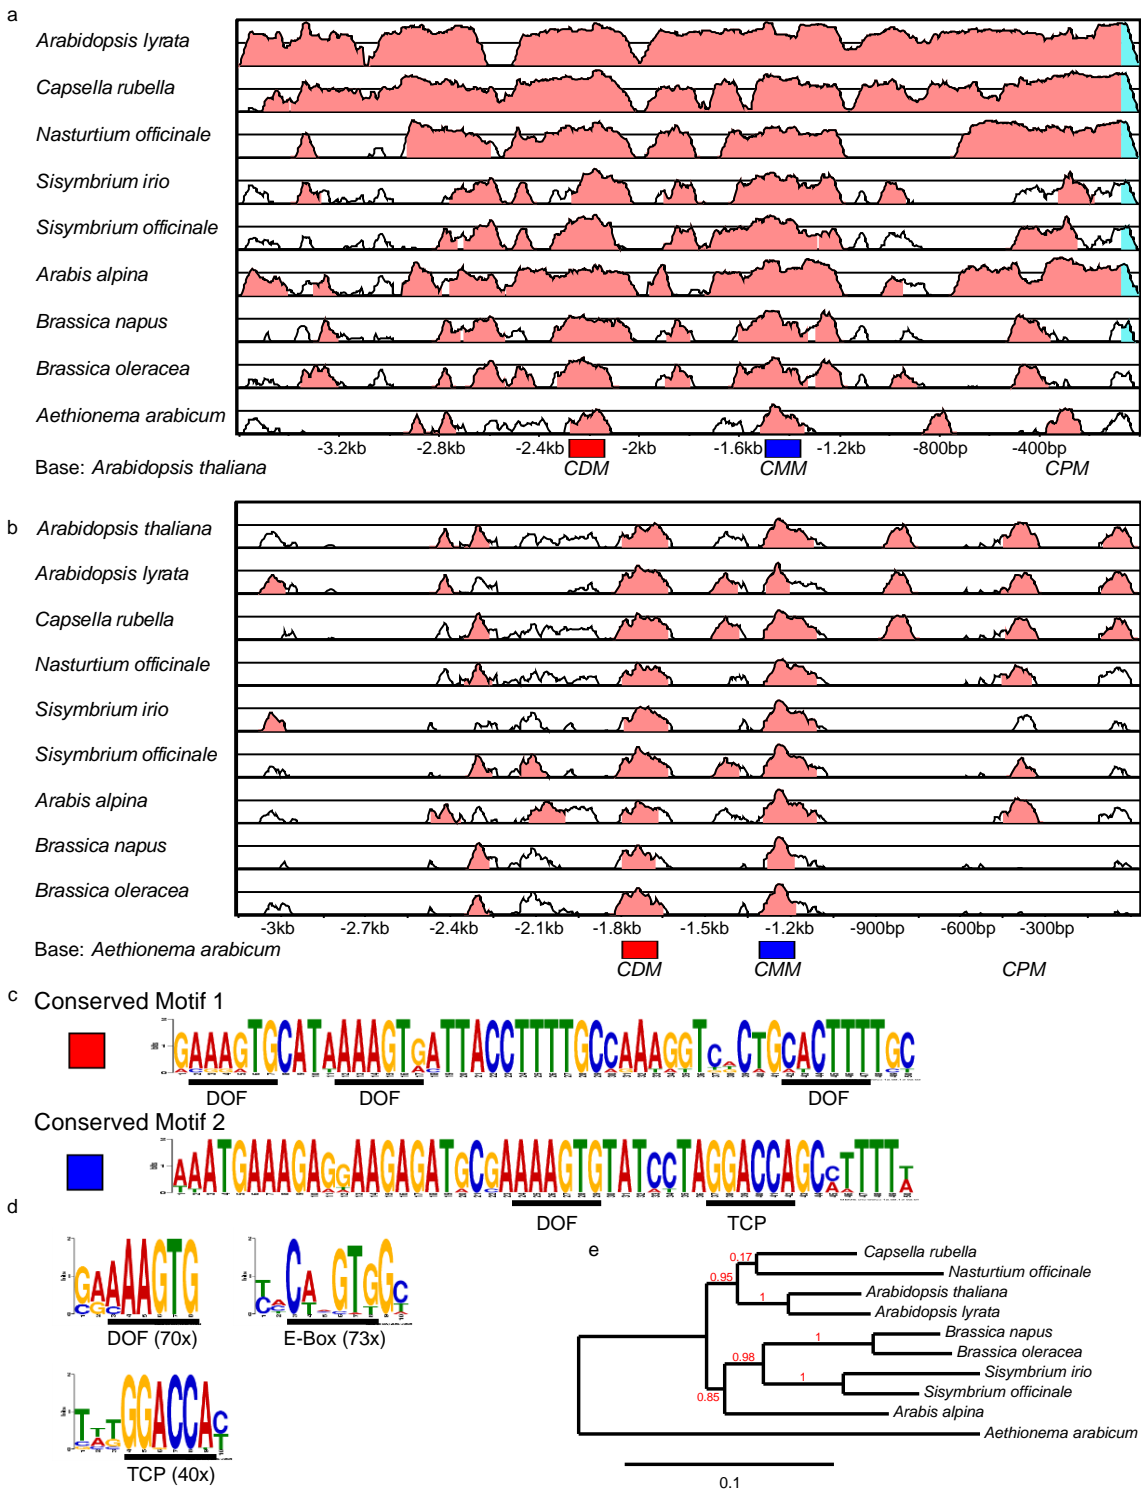 a
Arabidopsis lyrata
Capsella rubella
Nasturtium officinale
Sisymbrium irio
Sisymbrium officinale
Arabis alpina
Brassica napus
Brassica oleracea
Aethionema arabicum
-3.2kb -2.8kb -2.4kb -2kb -1.6kb -1.2kb -800bp -400bp
Base: Arabidopsis thaliana CDM CMM CPM
b
Arabidopsis thaliana
Arabidopsis lyrata
Capsella rubella
Nasturtium officinale
Sisymbrium irio
Sisymbrium officinale
Arabis alpina
Brassica napus
Brassica oleracea
-3kb -2.7kb -2.4kb -2.1kb -1.8kb -1.5kb -1.2kb -900bp -600bp -300bp
Base: Aethionema arabicum
CDM CMM CPM
c
Conserved Motif 1
GAAAGTGCATAAAAGTGATTACCTTTTGCCAAAGGTCACTGCACTTTTGC
DOF DOF DOF
Conserved Motif 2
AAATGAAAGAGGAAGAGATGCGAAAAGTGTATCCTAGGACCAGCCTTTTA
DOF TCP
d
DOF (70x)
E-Box (73x)
TCP (40x)
e
Capsella rubella
0.17
Nasturtium officinale
0.95
Arabidopsis thaliana
1
Arabidopsis lyrata
Brassica napus
1
Brassica oleracea
0.98
Sisymbrium irio
1
Sisymbrium officinale
0.85
Arabis alpina
Aethionema arabicum
0.1